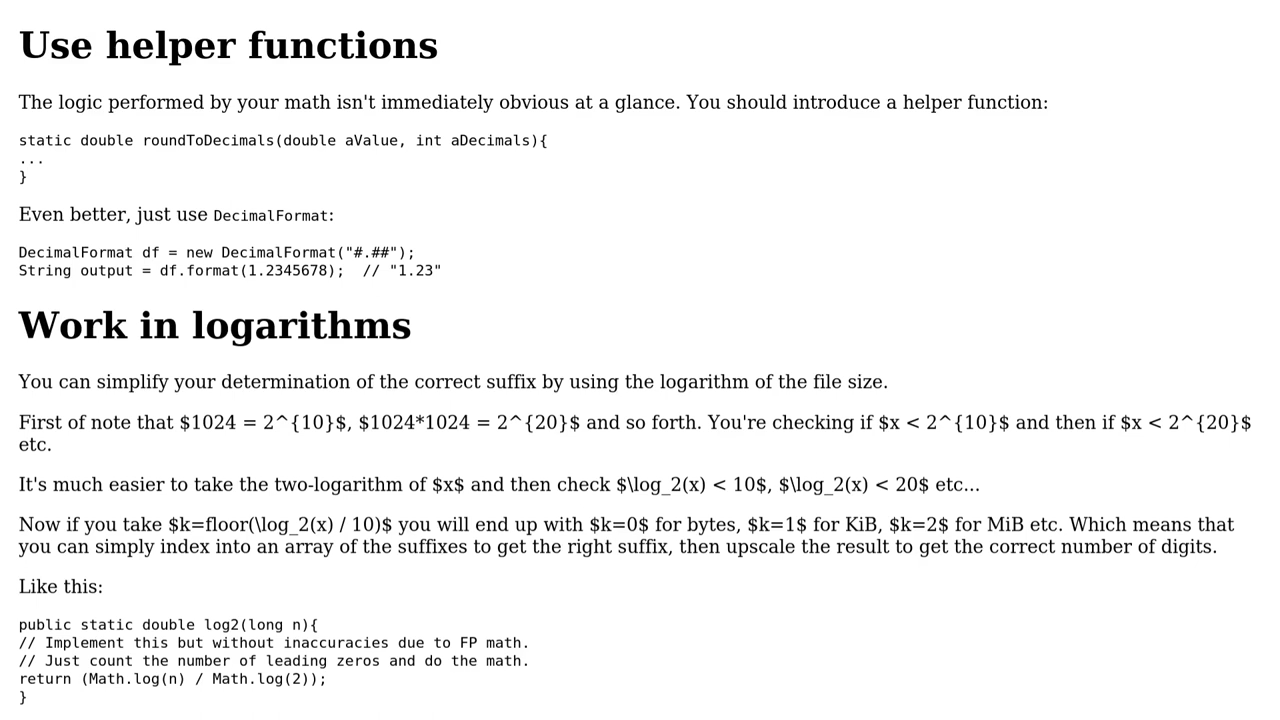 Use helper functions
The logic performed by your math isn't immediately obvious at a glance. You should introduce a helper function:
static double roundToDecimals(double aValue, int aDecimals){
...
}
Even better, just use DecimalFormat:
DecimalFormat df = new DecimalFormat("#.##");
String output = df.format(1.2345678);  // "1.23"
Work in logarithms
You can simplify your determination of the correct suffix by using the logarithm of the file size.
First of note that $1024 = 2^{10}$, $1024*1024 = 2^{20}$ and so forth. You're checking if $x < 2^{10}$ and then if $x < 2^{20}$
etc.
It's much easier to take the two-logarithm of $x$ and then check $\log_2(x) < 10$, $\log_2(x) < 20$ etc...
Now if you take $k=floor(\log_2(x) / 10)$ you will end up with $k=0$ for bytes, $k=1$ for KiB, $k=2$ for MiB etc. Which means that
you can simply index into an array of the suffixes to get the right suffix, then upscale the result to get the correct number of digits.
Like this:
public static double log2(long n){
// Implement this but without inaccuracies due to FP math.
// Just count the number of leading zeros and do the math.
return (Math.log(n) / Math.log(2));
}